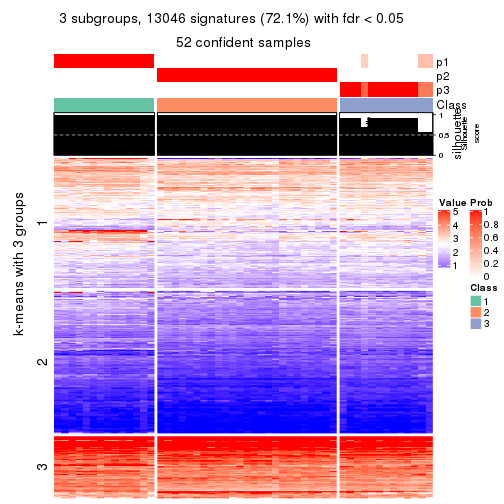 3 subgroups, 13046 signatures (72.1%) with fdr < 0.05
52 confident samples
p1
p2
p3
Class
1
0.5
0
silhouette
Silhouette
score
k-means with 3 groups
1
2
3
Value
5
4
3
2
1
Prob
1
0.8
0.6
0.4
0.2
0
Class
1
2
3